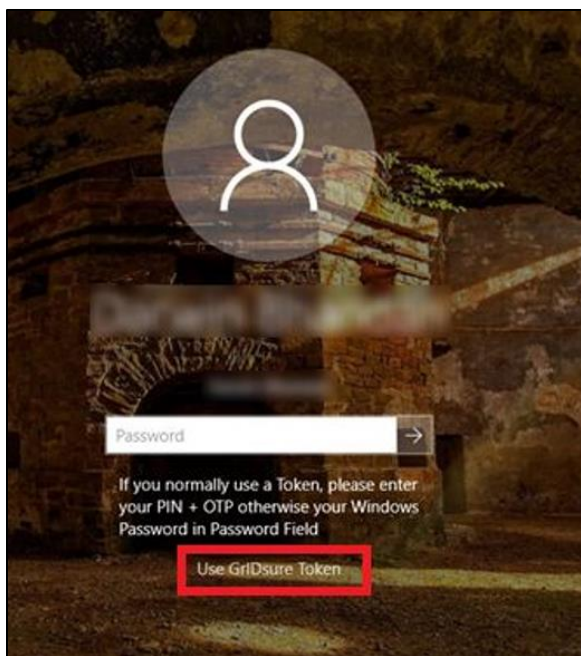 Password
If you normally use a Token, please enter
your PIN + OTP otherwise your Windows
Password in Password Field
Use GrIDsure Token